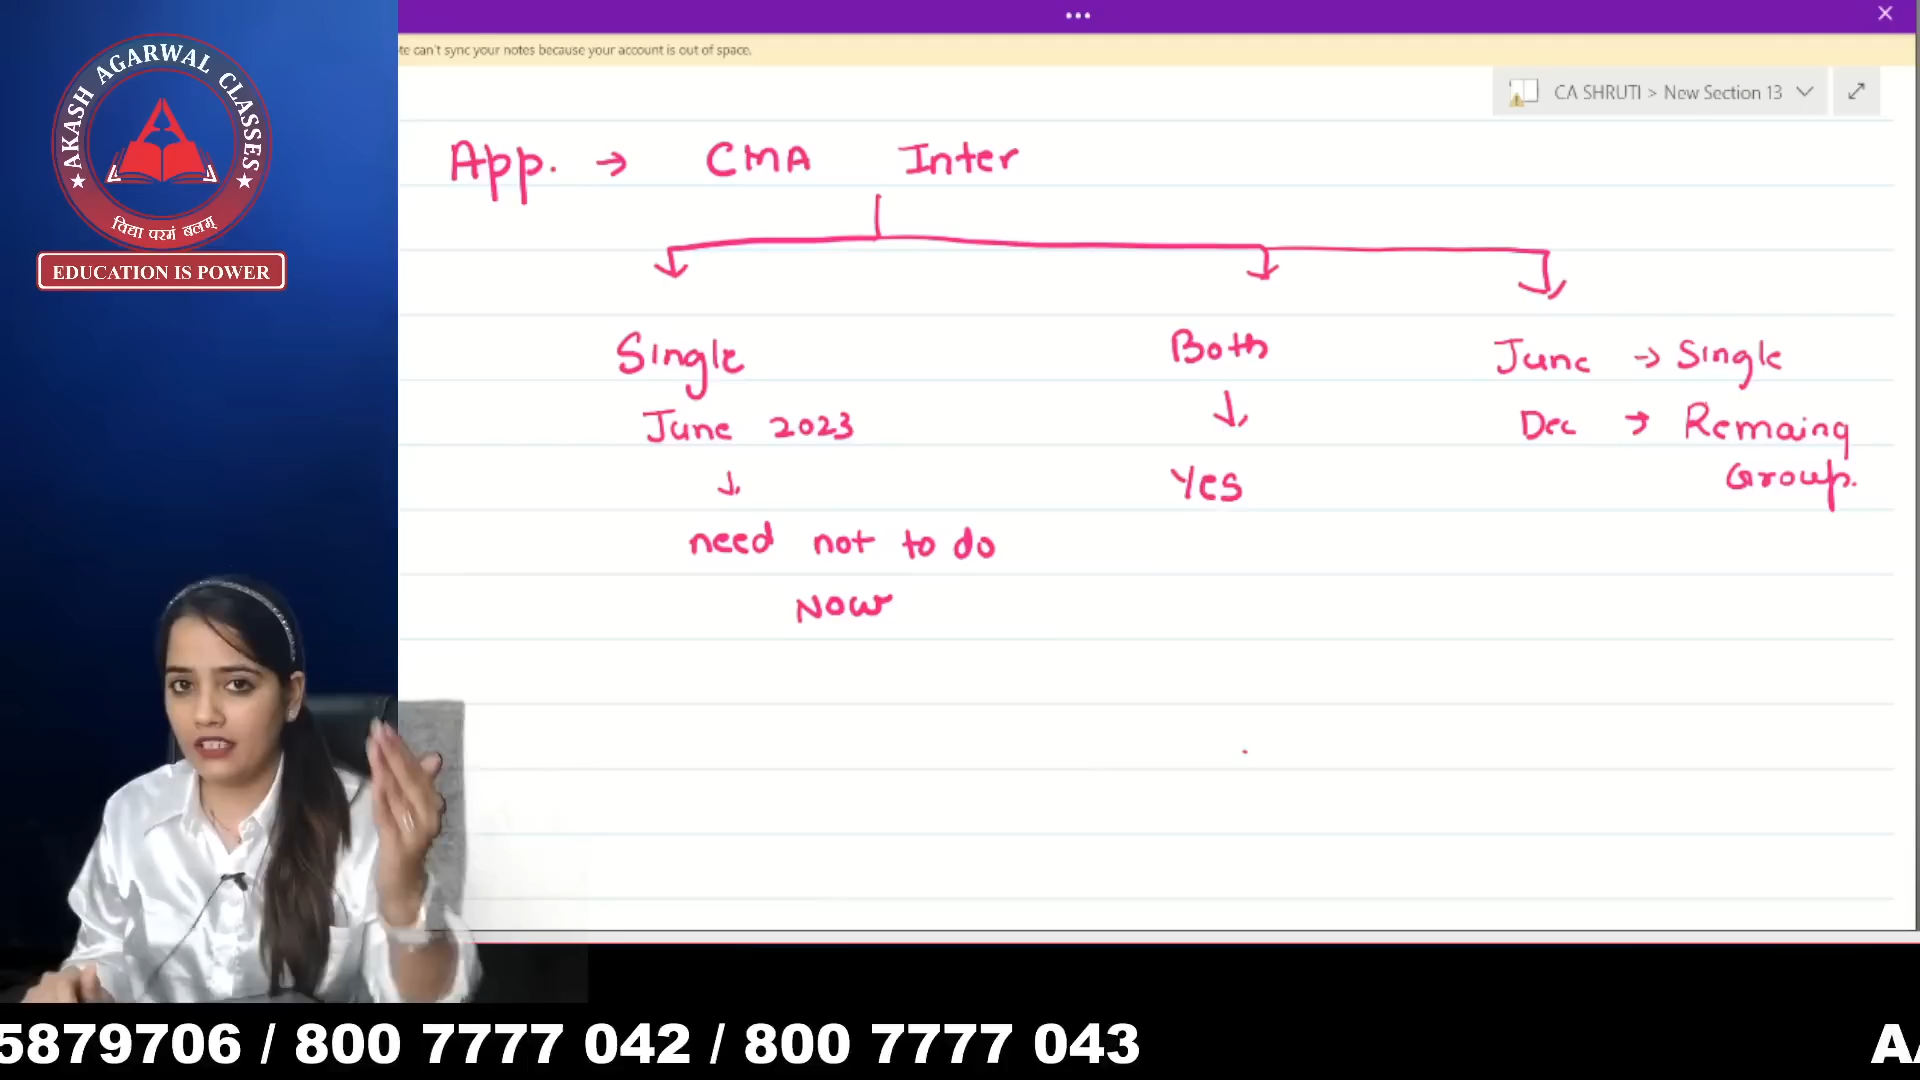 AKASH AGARWAL CLASSES
विद्या परमं बलम्
EDUCATION IS POWER
te can't sync your notes because your account is out of space.
CA SHRUTI > New Section 13
App. → CMA Inter
Single
June 2023
↓
need not to do
Now
Both
↓
Yes
June → Single
Dec → Remaing
Group.
5879706 / 800 7777 042 / 800 7777 043